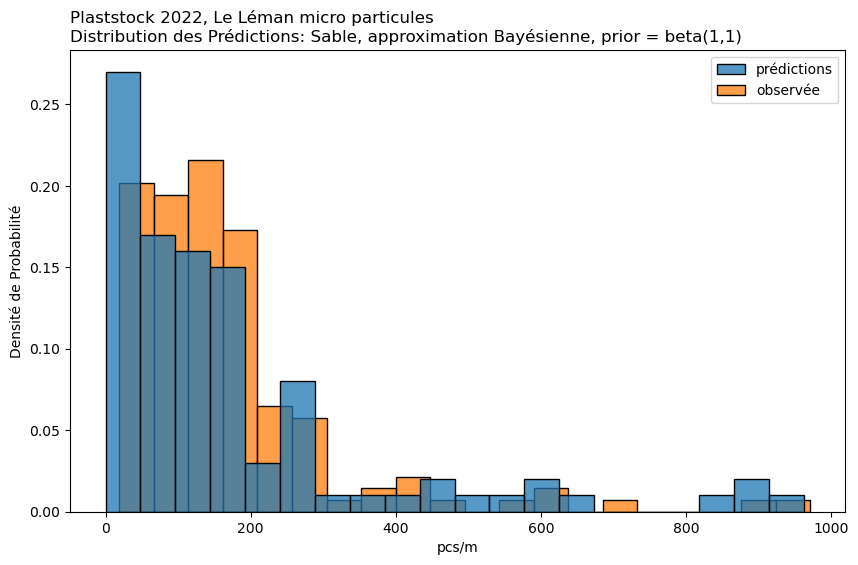 Plaststock 2022, Le Léman micro particules
Distribution des Prédictions: Sable, approximation Bayésienne, prior = beta(1,1)
prédictions
observée
Densité de Probabilité
0.25
0.20
0.15
0.10
0.05
0.00
0
200
400
600
800
1000
pcs/m